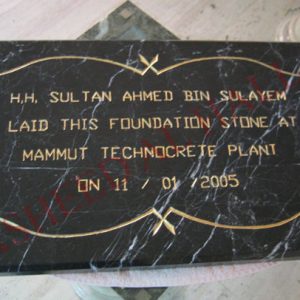 H.H. SULTAN AHMED BIN SULAYEM
LAID THIS FOUNDATION STONE AT
MAMMUT TECHNOCRETE PLANT
ON 11 / 01 /2005